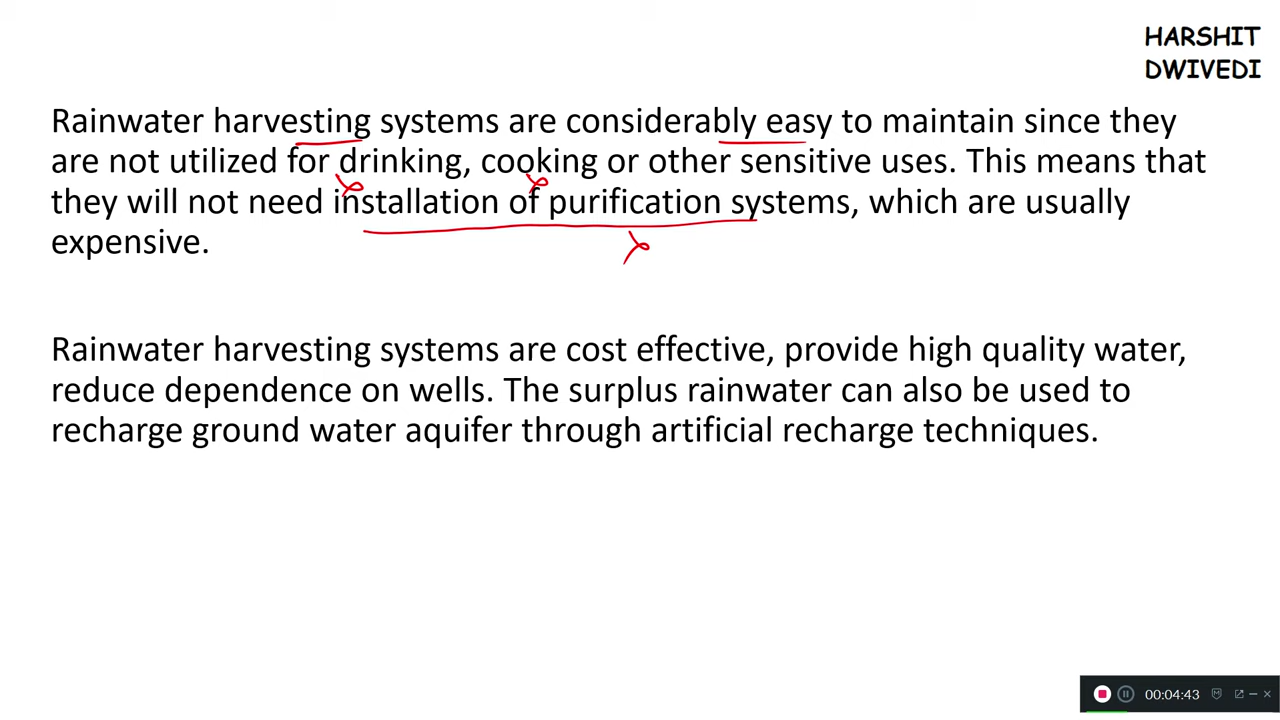 HARSHIT
DWIVEDI
Rainwater harvesting systems are considerably easy to maintain since they
are not utilized for drinking, cooking or other sensitive uses. This means that
they will not need installation of purification systems, which are usually
expensive.
Rainwater harvesting systems are cost effective, provide high quality water,
reduce dependence on wells. The surplus rainwater can also be used to
recharge ground water aquifer through artificial recharge techniques.
00:04:43